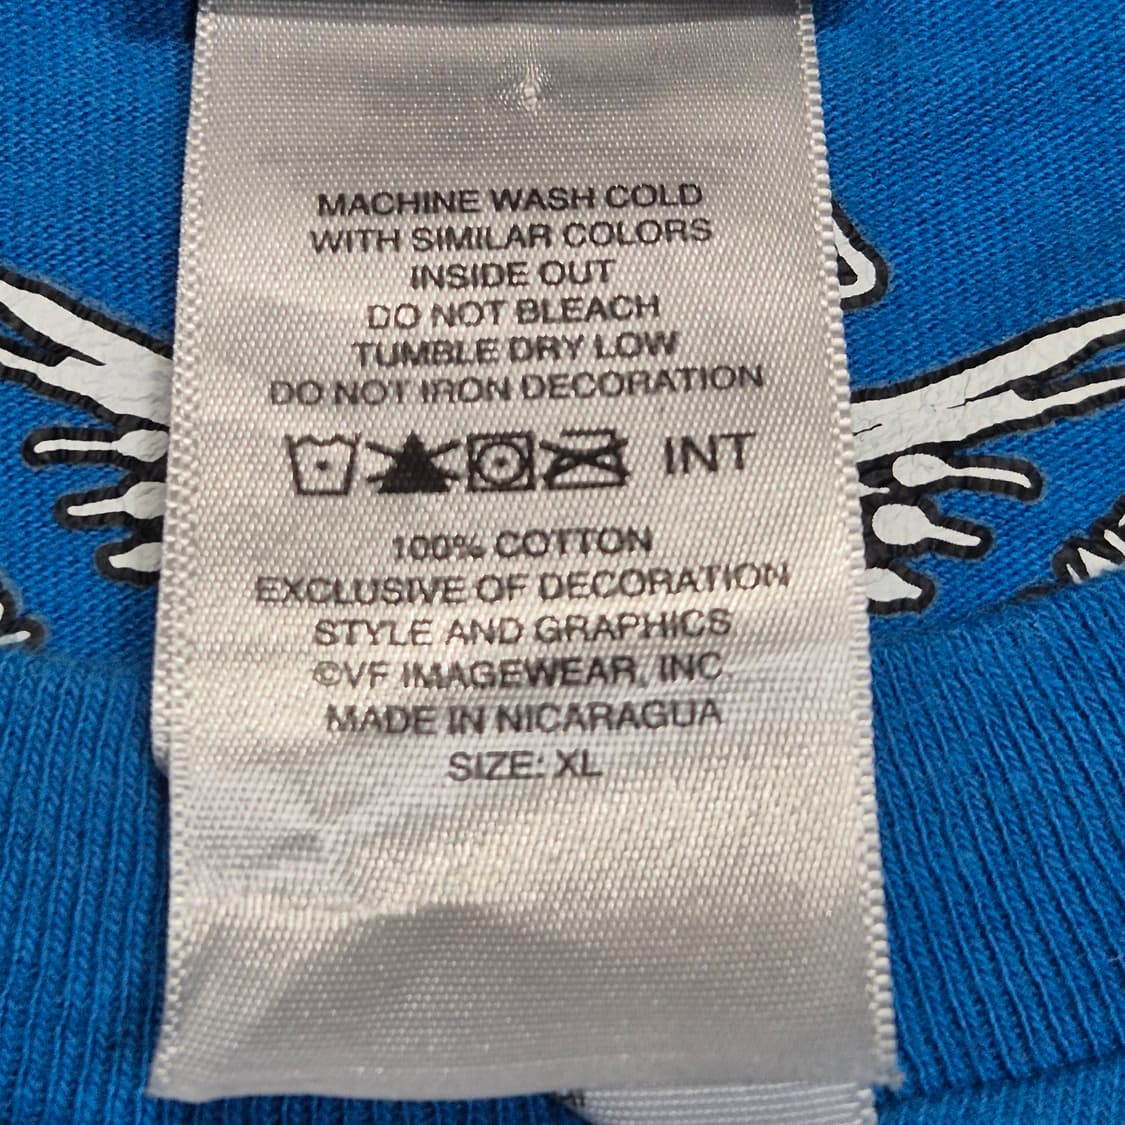 MACHINE WASH COLD
WITH SIMILAR COLORS
INSIDE OUT
DO NOT BLEACH
TUMBLE DRY LOW
DO NOT IRON DECORATION
INT
100% COTTON
EXCLUSIVE OF DECORATION
STYLE AND GRAPHICS
©VF IMAGEWEAR, INC.
MADE IN NICARAGUA
SIZE: XL